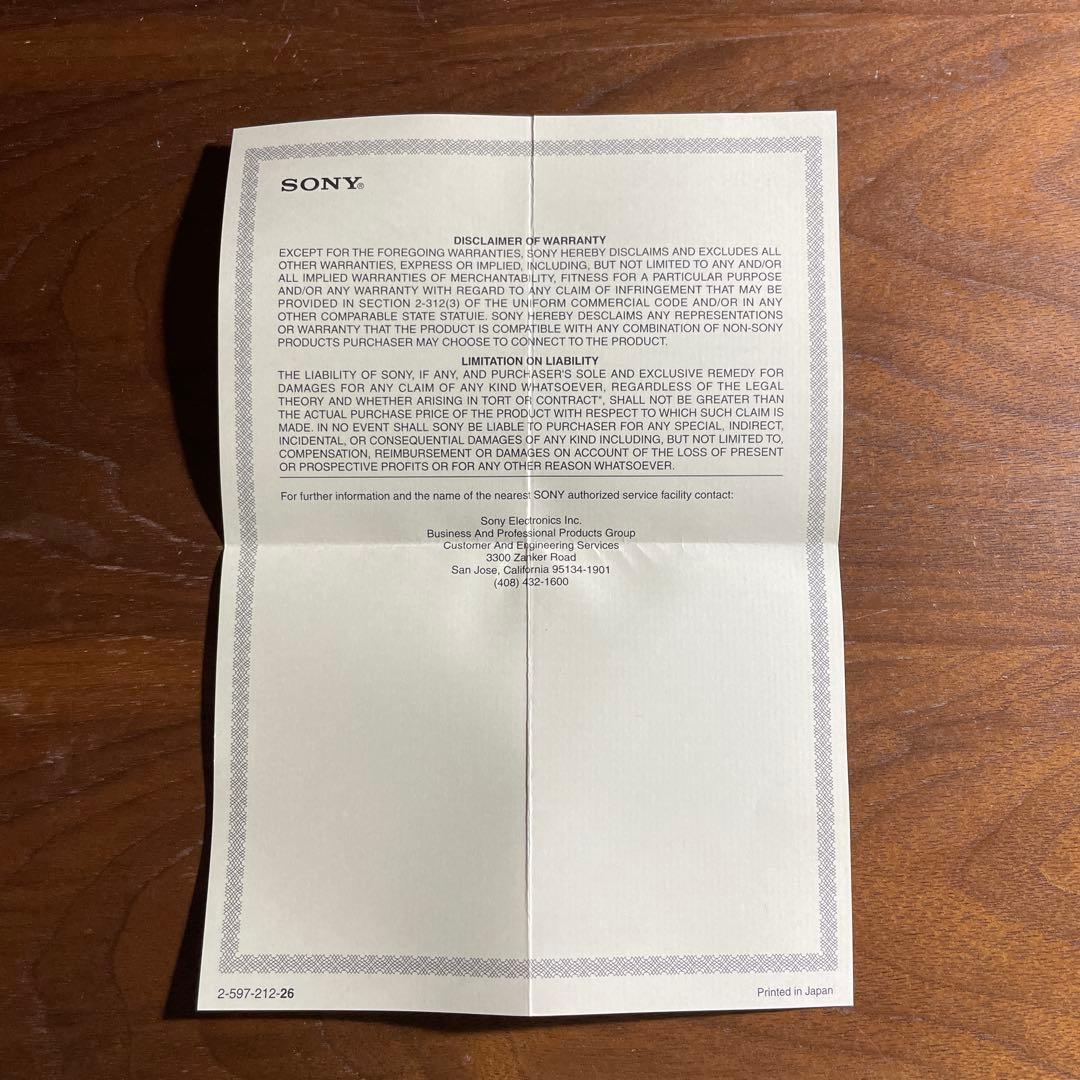 SONY®
DISCLAIMER OF WARRANTY
EXCEPT FOR THE FOREGOING WARRANTIES, SONY HEREBY DISCLAIMS AND EXCLUDES ALL
OTHER WARRANTIES, EXPRESS OR IMPLIED, INCLUDING, BUT NOT LIMITED TO ANY AND/OR
ALL IMPLIED WARRANTIES OF MERCHANTABILITY, FITNESS FOR A PARTICULAR PURPOSE
AND/OR ANY WARRANTY WITH REGARD TO ANY CLAIM OF INFRINGEMENT THAT MAY BE
PROVIDED IN SECTION 2-312(3) OF THE UNIFORM COMMERCIAL CODE AND/OR IN ANY
OTHER COMPARABLE STATE STATUIE. SONY HEREBY DESCLAIMS ANY REPRESENTATIONS
OR WARRANTY THAT THE PRODUCT IS COMPATIBLE WITH ANY COMBINATION OF NON-SONY
PRODUCTS PURCHASER MAY CHOOSE TO CONNECT TO THE PRODUCT.
LIMITATION ON LIABILITY
THE LIABILITY OF SONY, IF ANY, AND PURCHASER'S SOLE AND EXCLUSIVE REMEDY FOR
DAMAGES FOR ANY CLAIM OF ANY KIND WHATSOEVER, REGARDLESS OF THE LEGAL
THEORY AND WHETHER ARISING IN TORT OR CONTRACT", SHALL NOT BE GREATER THAN
THE ACTUAL PURCHASE PRICE OF THE PRODUCT WITH RESPECT TO WHICH SUCH CLAIM IS
MADE. IN NO EVENT SHALL SONY BE LIABLE TO PURCHASER FOR ANY SPECIAL, INDIRECT,
INCIDENTAL, OR CONSEQUENTIAL DAMAGES OF ANY KIND INCLUDING, BUT NOT LIMITED TO,
COMPENSATION, REIMBURSEMENT OR DAMAGES ON ACCOUNT OF THE LOSS OF PRESENT
OR PROSPECTIVE PROFITS OR FOR ANY OTHER REASON WHATSOEVER.
For further information and the name of the nearest SONY authorized service facility contact:
Sony Electronics Inc.
Business And Professional Products Group
Customer And Engineering Services
3300 Zanker Road
San Jose, California 95134-1901
(408) 432-1600
2-597-212-26
Printed in Japan